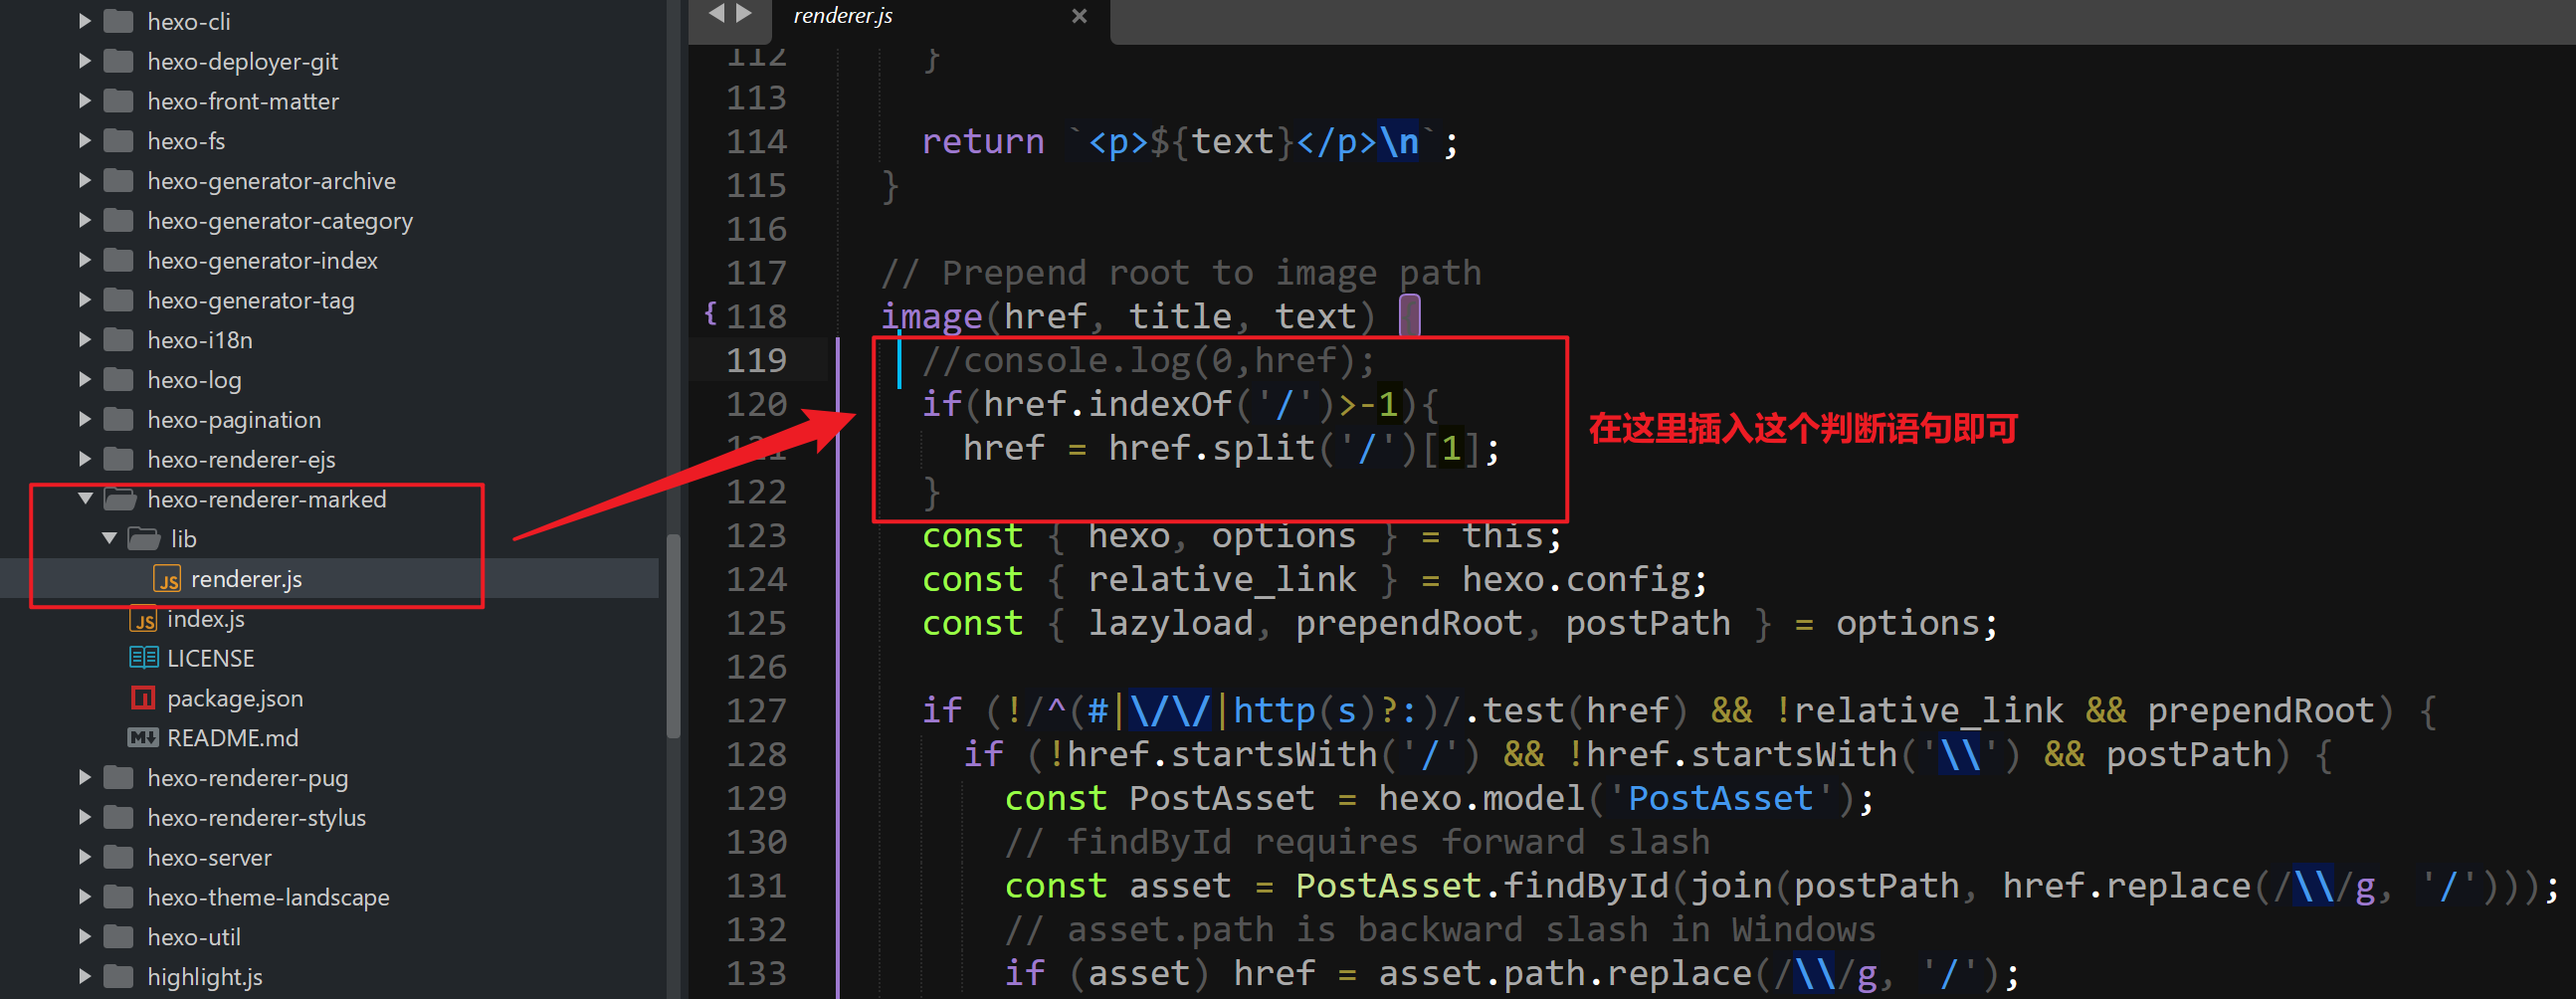 hexo-cli
hexo-deployer-git
hexo-front-matter
hexo-fs
hexo-generator-archive
hexo-generator-category
hexo-generator-index
hexo-generator-tag
hexo-i18n
hexo-log
hexo-pagination
hexo-renderer-ejs
hexo-renderer-marked
lib
JS renderer.js
JS index.js
LICENSE
package.json
M README.md
hexo-renderer-pug
hexo-renderer-stylus
hexo-server
hexo-theme-landscape
hexo-util
highlight.js
renderer.js ×
112 }
113
114 return `<p>${text}</p>\n`;
115 }
116
117 // Prepend root to image path
{ 118 image(href, title, text) {
119 //console.log(0,href);
120 if(href.indexOf('/')>-1){
121 href = href.split('/')[1];
122 }
在这里插入这个判断语句即可
123 const { hexo, options } = this;
124 const { relative_link } = hexo.config;
125 const { lazyload, prependRoot, postPath } = options;
126
127 if (!/^(#|\/\/|http(s)?:)/.test(href) && !relative_link && prependRoot) {
128 if (!href.startsWith('/') && !href.startsWith('\\') && postPath) {
129 const PostAsset = hexo.model('PostAsset');
130 // findById requires forward slash
131 const asset = PostAsset.findById(join(postPath, href.replace(/\\/g, '/')));
132 // asset.path is backward slash in Windows
133 if (asset) href = asset.path.replace(/\\/g, '/');